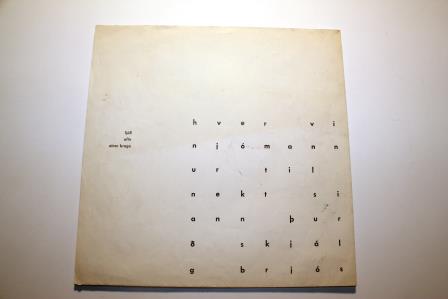 ljóð
eftir
einar braga
h v e r v i
n j ó m a n n
u r t i l
n e k t s i
a n n þ u r
ð s k j á l
g b r j ó s